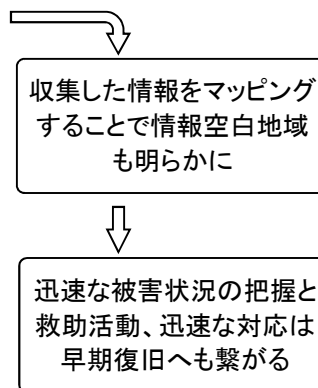 収集した情報をマッピング
することで情報空白地域
も明らかに
迅速な被害状況の把握と
救助活動、迅速な対応は
早期復旧へも繋がる